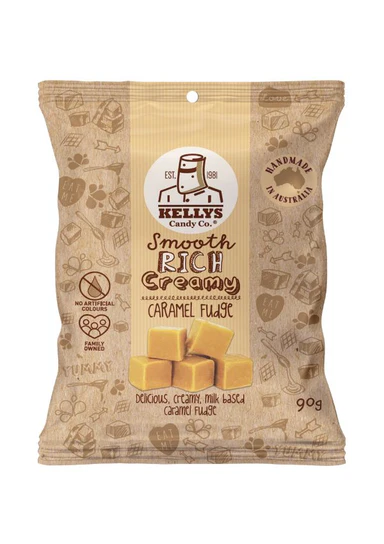 EST. 1981
KELLYS
Candy Co.®
HANDMADE
IN AUSTRALIA
Smooth
RICH
Creamy
CARAMEL FUDGE
NO ARTIFICIAL
COLOURS
FAMILY
OWNED
YUMMY
YUMMY
Delicious, creamy, milk based
caramel fudge
90g